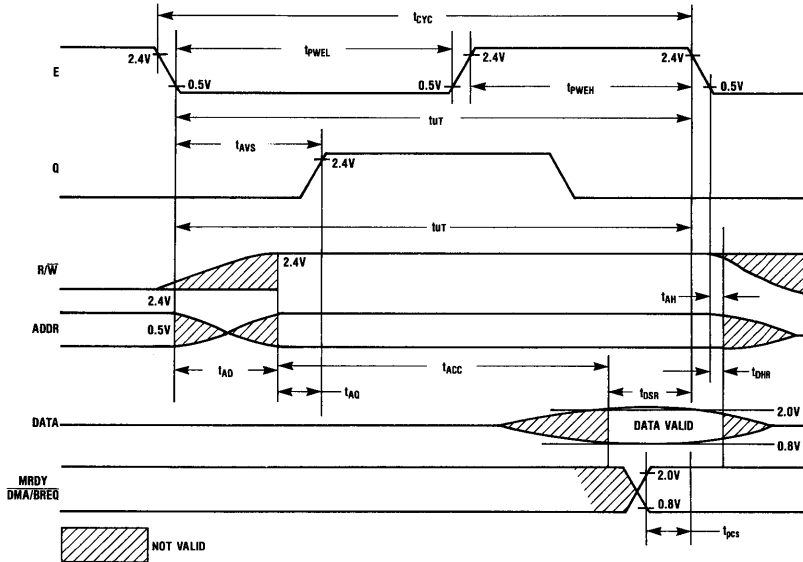 tCYC
tPWEL
2.4V
2.4V
2.4V
E
0.5V
0.5V
0.5V
tPWEH
tUT
tAVS
2.4V
Q
tUT
R/W̅
2.4V
2.4V
tAH
ADDR
0.5V
tACC
tAD
tDHR
tAQ
tDSR
2.0V
DATA
DATA VALID
0.8V
MRDY
2.0V
D̅M̅A̅/̅B̅R̅E̅Q̅
0.8V
tpcs
NOT VALID